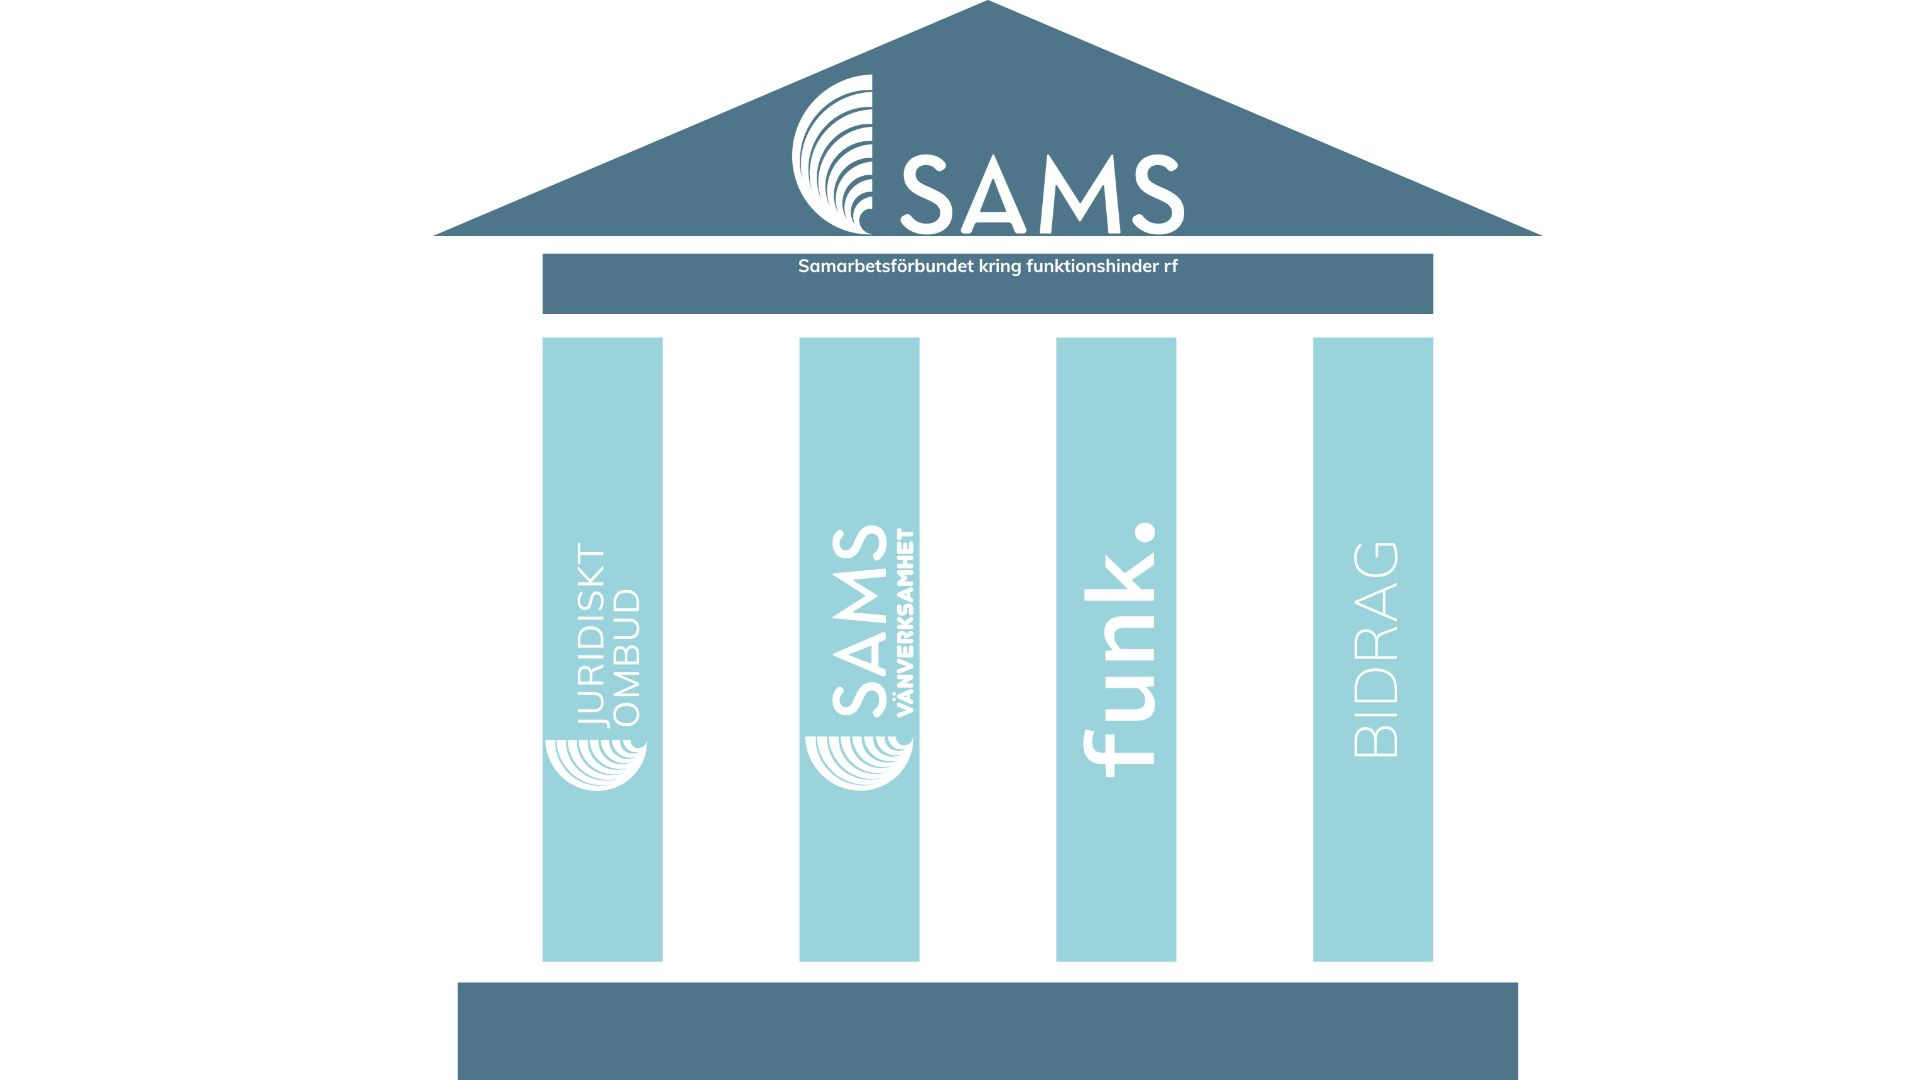 SAMS
Samarbetsförbundet kring funktionshinder rf
JURIDISKT
OMBUD
SAMS
VÄNVERKSAMHET
funk.
BIDRAG